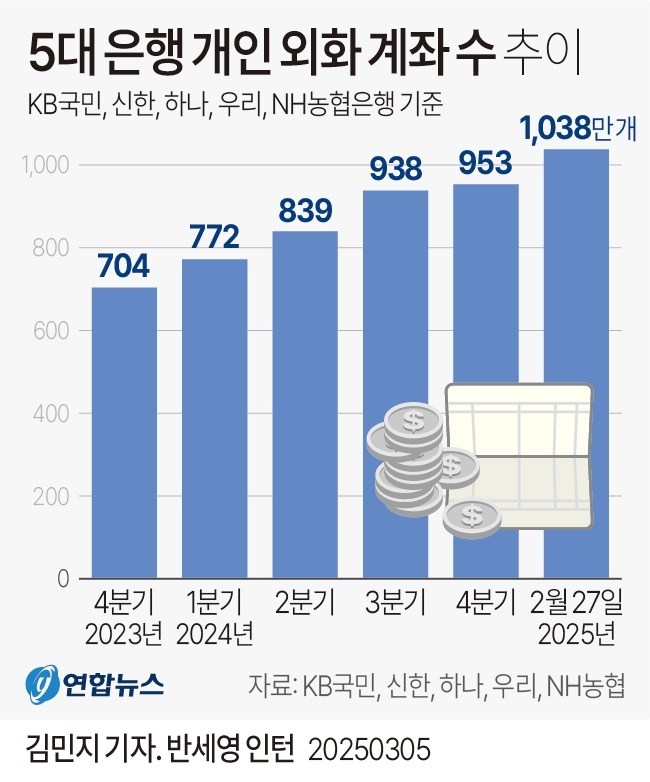 5대 은행 개인 외화 계좌 수 추이
KB국민, 신한, 하나, 우리, NH농협은행 기준
1,038만개
1,000
938
953
839
772
800
704
600
400
200
0
4분기 1분기 2분기 3분기 4분기 2월 27일
2023년 2024년 2025년
연합뉴스 자료: KB국민, 신한, 하나, 우리, NH농협
김민지 기자. 반세영 인턴 20250305